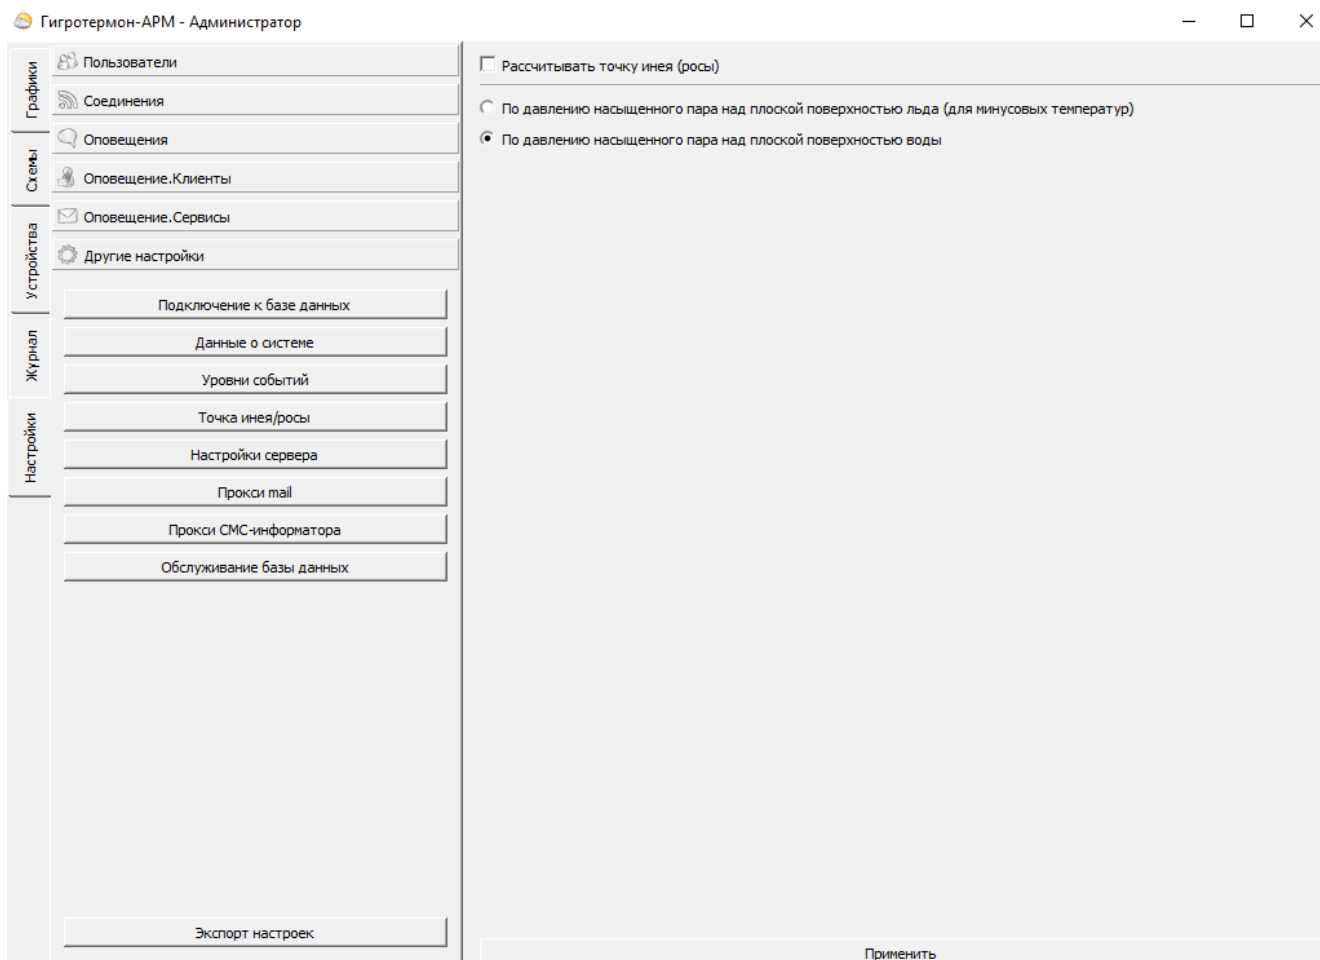 Гигротермон-АРМ - Администратор
Графики
Схемы
Устройства
Журнал
Настройки
Пользователи
Соединения
Оповещения
Оповещение.Клиенты
Оповещение.Сервисы
Другие настройки
Подключение к базе данных
Данные о системе
Уровни событий
Точка инея/росы
Настройки сервера
Прокси mail
Прокси СМС-информатора
Обслуживание базы данных
Экспорт настроек
Рассчитывать точку инея (росы)
По давлению насыщенного пара над плоской поверхностью льда (для минусовых температур)
По давлению насыщенного пара над плоской поверхностью воды
Применить